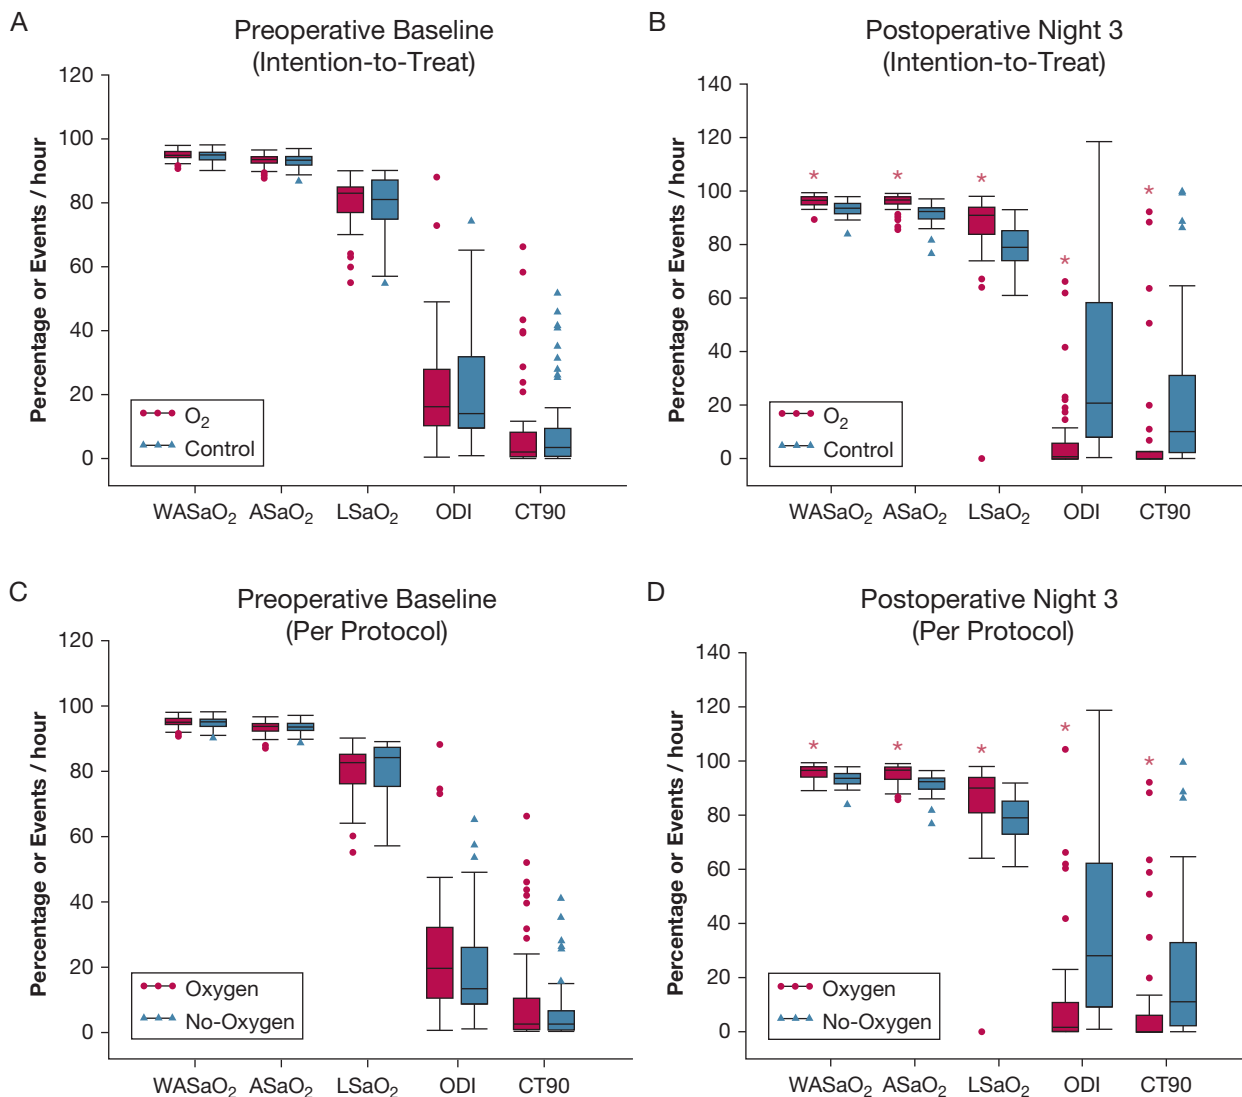 A
Preoperative Baseline
(Intention-to-Treat)
Percentage or Events / hour
120
100
80
60
40
20
0
O₂
Control
WASaO₂ ASaO₂ LSaO₂ ODI CT90
B
Postoperative Night 3
(Intention-to-Treat)
Percentage or Events / hour
140
120
100
80
60
40
20
0
* * * * *
O₂
Control
WASaO₂ ASaO₂ LSaO₂ ODI CT90
C
Preoperative Baseline
(Per Protocol)
Percentage or Events / hour
120
100
80
60
40
20
0
Oxygen
No-Oxygen
WASaO₂ ASaO₂ LSaO₂ ODI CT90
D
Postoperative Night 3
(Per Protocol)
Percentage or Events / hour
140
120
100
80
60
40
20
0
* * * * *
Oxygen
No-Oxygen
WASaO₂ ASaO₂ LSaO₂ ODI CT90